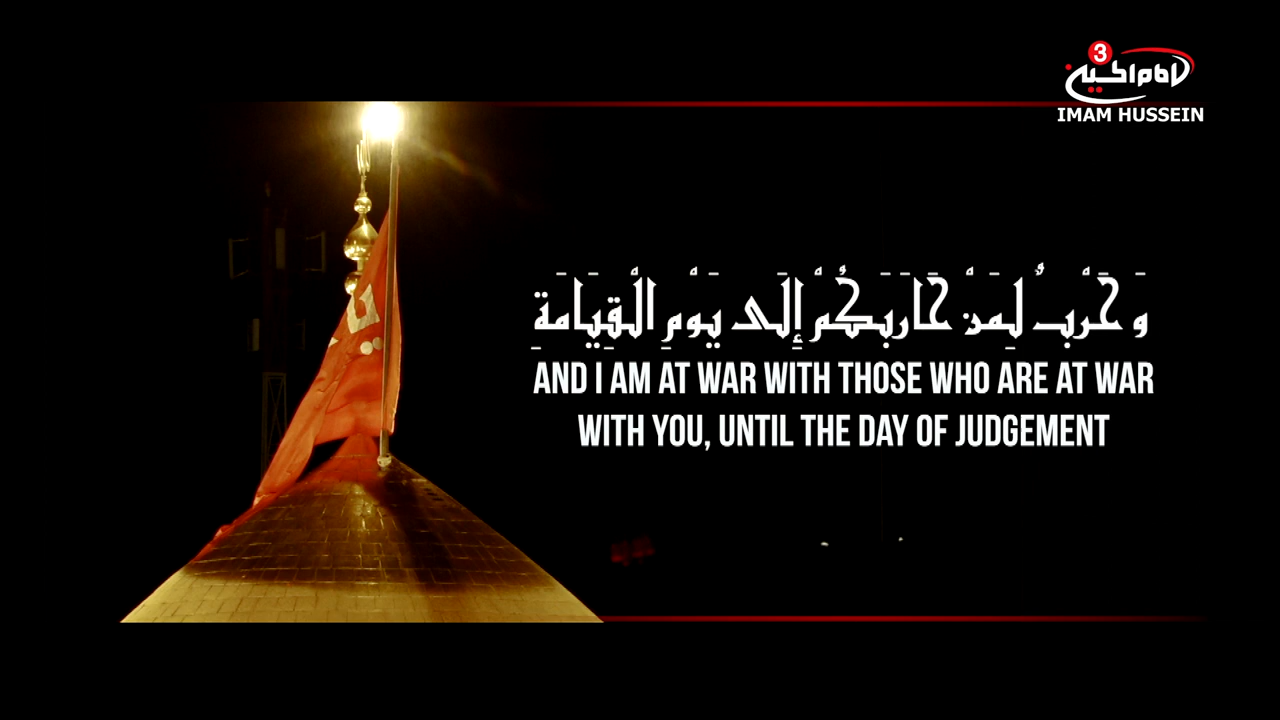 3
الإمام الحسين
IMAM HUSSEIN
وَ حَرْبٌ لِمَنْ حَارَبَكُمْ إِلَى يَوْمِ الْقِيَامَةِ
AND I AM AT WAR WITH THOSE WHO ARE AT WAR
WITH YOU, UNTIL THE DAY OF JUDGEMENT